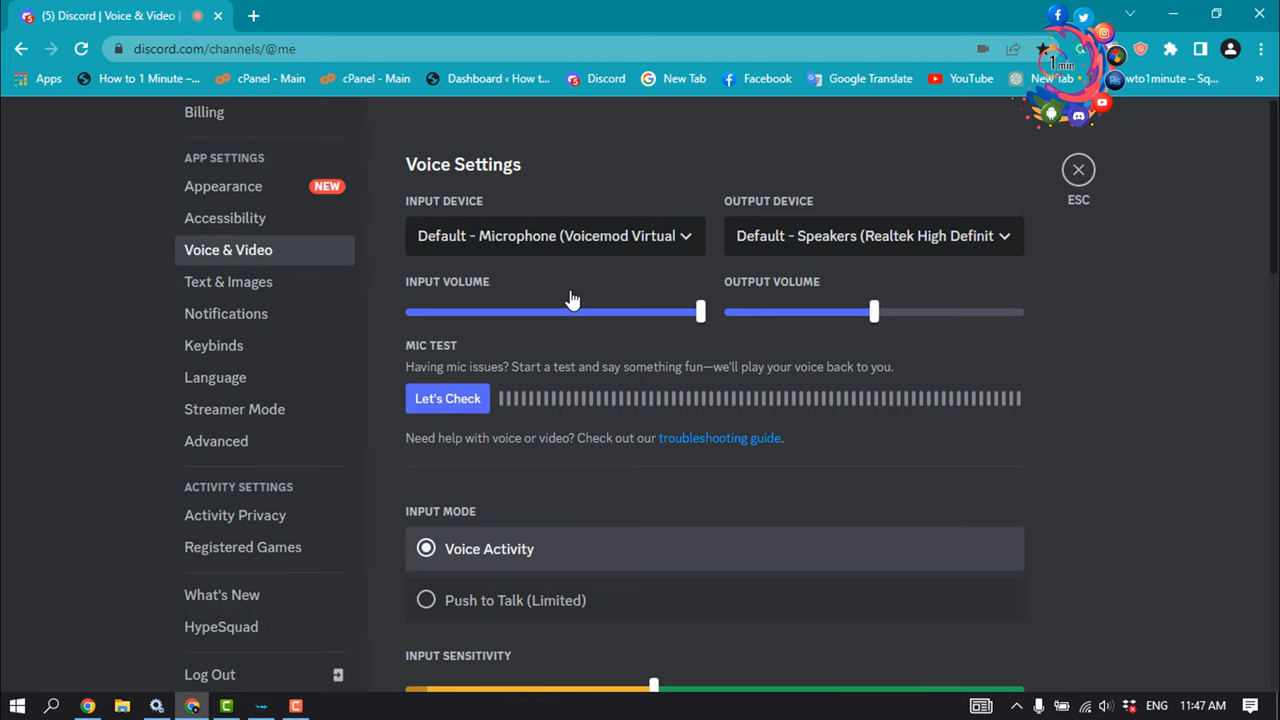 (5) Discord | Voice & Video |
discord.com/channels/@me
Apps
How to 1 Minute –...
cPanel - Main
cPanel - Main
Dashboard ‹ How t...
Discord
New Tab
Facebook
Google Translate
YouTube
New Tab
howto1minute – Sq...
1min
Billing
APP SETTINGS
Appearance
NEW
Accessibility
Voice & Video
Text & Images
Notifications
Keybinds
Language
Streamer Mode
Advanced
ACTIVITY SETTINGS
Activity Privacy
Registered Games
What's New
HypeSquad
Log Out
Voice Settings
INPUT DEVICE
Default - Microphone (Voicemod Virtual
OUTPUT DEVICE
Default - Speakers (Realtek High Definit
INPUT VOLUME
OUTPUT VOLUME
MIC TEST
Having mic issues? Start a test and say something fun—we'll play your voice back to you.
Let's Check
Need help with voice or video? Check out our troubleshooting guide.
INPUT MODE
Voice Activity
Push to Talk (Limited)
INPUT SENSITIVITY
ESC
ENG
11:47 AM